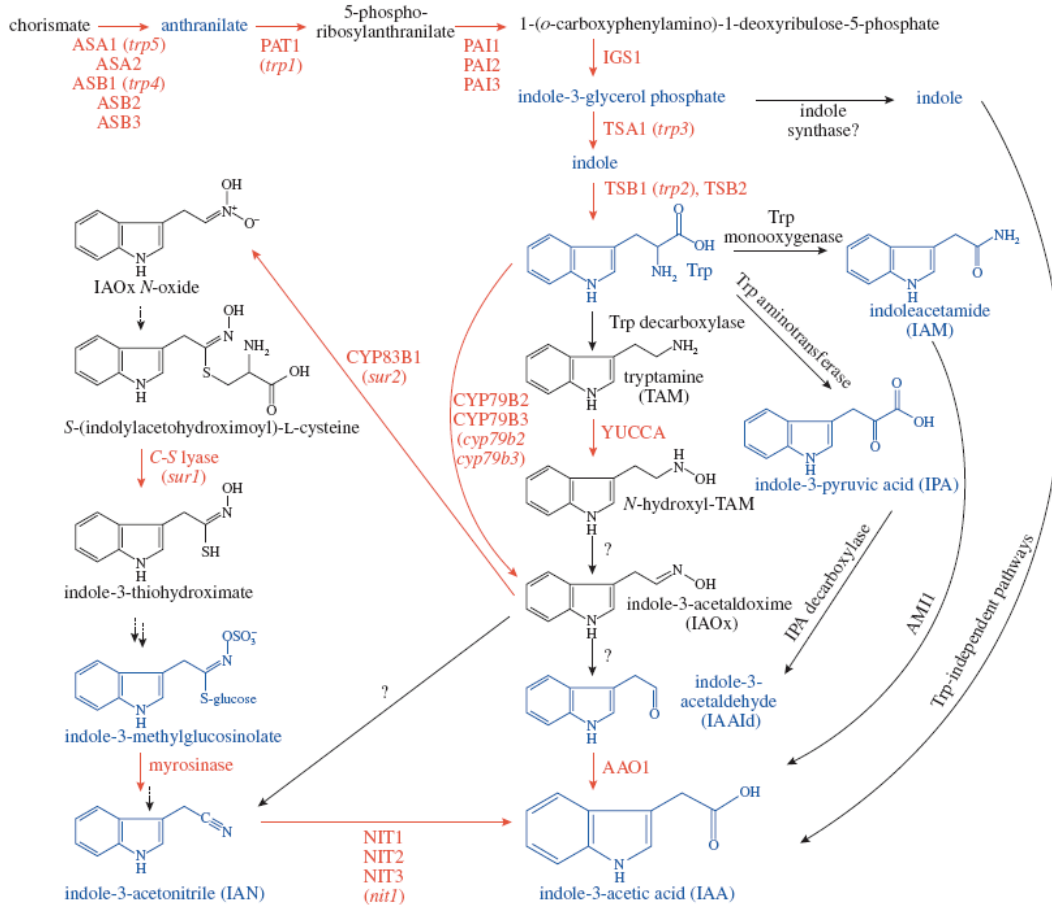 chorismate
anthranilate
5-phospho-
ribosylanthranilate
1-(o-carboxyphenylamino)-1-deoxyribulose-5-phosphate
ASA1 (trp5)
ASA2
ASB1 (trp4)
ASB2
ASB3
PAT1
(trp1)
PAI1
PAI2
PAI3
IGS1
indole-3-glycerol phosphate
indole
synthase?
indole
TSA1 (trp3)
indole
TSB1 (trp2), TSB2
OH
N+
O−
N
H
IAOx N-oxide
O
OH
NH2
N
H
Trp
Trp
monooxygenase
NH2
O
N
H
indoleacetamide
(IAM)
Trp aminotransferase
Trp decarboxylase
NH2
N
H
tryptamine
(TAM)
OH
N
NH2
S
OH
O
N
H
S-(indolylacetohydroximoyl)-L-cysteine
CYP83B1
(sur2)
CYP79B2
CYP79B3
(cyp79b2
cyp79b3)
YUCCA
O
OH
O
N
H
indole-3-pyruvic acid (IPA)
C-S lyase
(sur1)
H
N
OH
N
H
N-hydroxyl-TAM
OH
N
SH
N
H
indole-3-thiohydroximate
?
N
OH
N
H
indole-3-acetaldoxime
(IAOx)
IPA decarboxylase
AMI1
Trp-independent pathways
OSO3−
N
S-glucose
N
H
indole-3-methylglucosinolate
?
?
O
N
H
indole-3-
acetaldehyde
(IAAld)
myrosinase
AAO1
C
N
N
H
indole-3-acetonitrile (IAN)
NIT1
NIT2
NIT3
(nit1)
OH
O
N
H
indole-3-acetic acid (IAA)